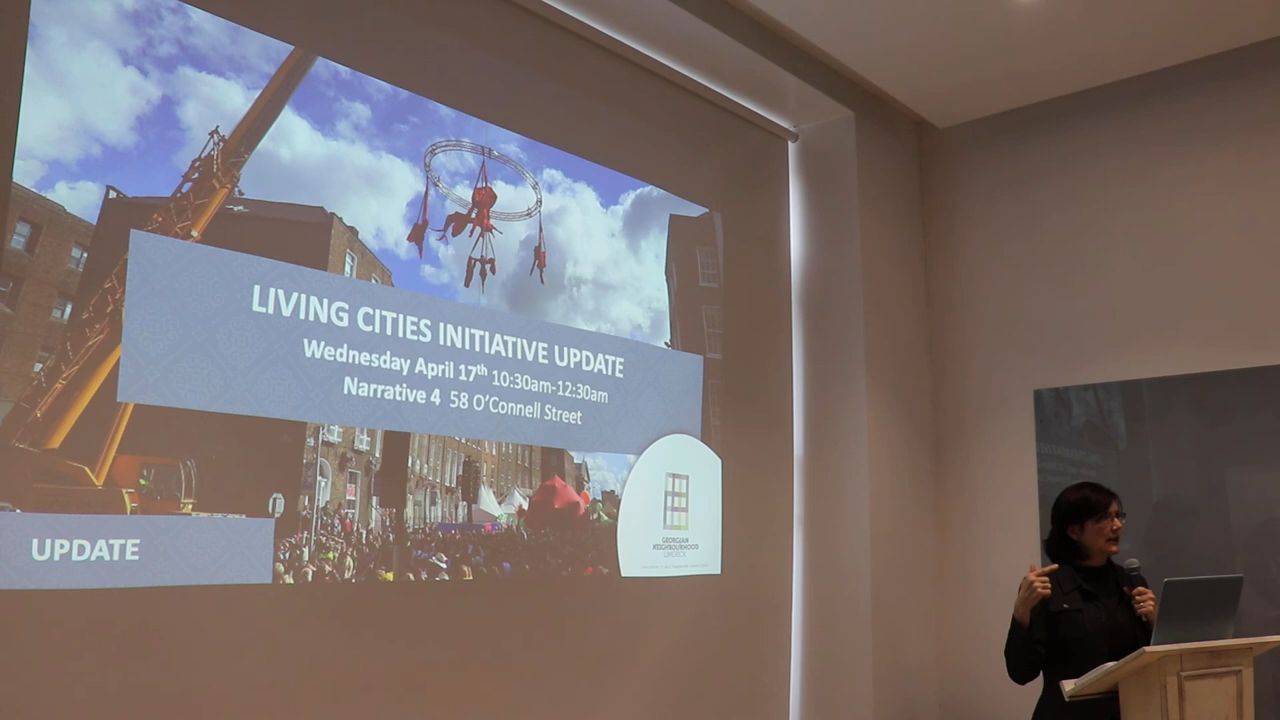 LIVING CITIES INITIATIVE UPDATE
Wednesday April 17th 10:30am-12:30am
Narrative 4 58 O'Connell Street
UPDATE
GEORGIAN
NEIGHBOURHOOD
LIMERICK